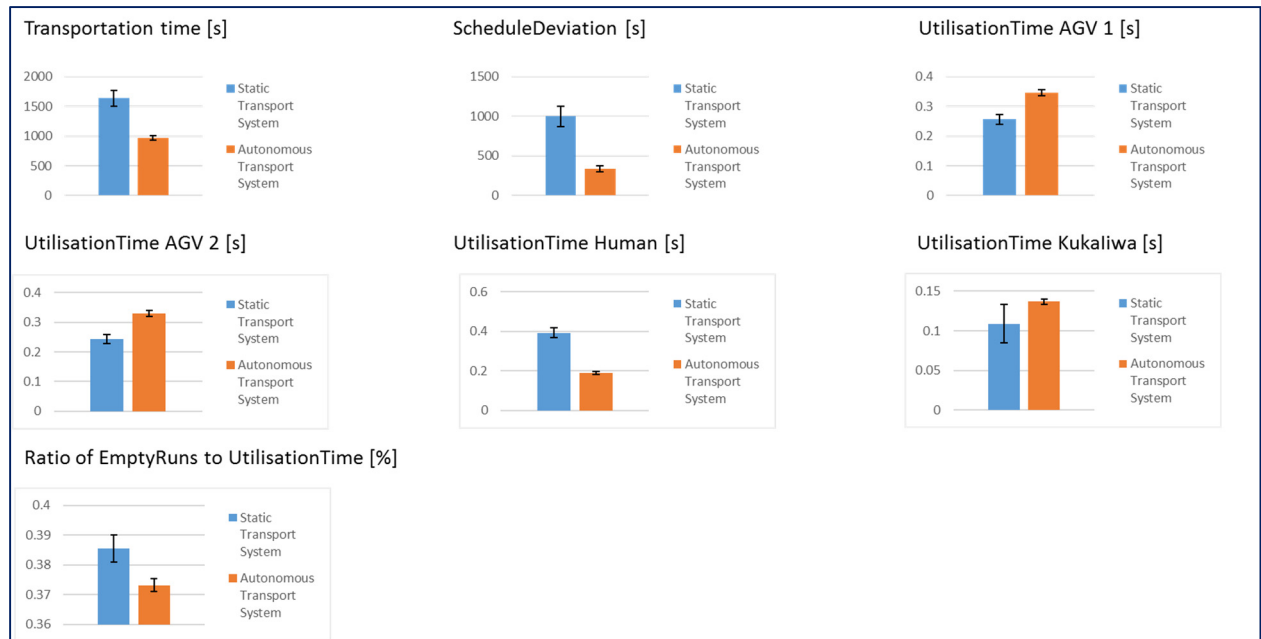 Transportation time [s]
2000
1500
1000
500
0
Static
Transport
System
Autonomous
Transport
System
ScheduleDeviation [s]
1500
1000
500
0
Static
Transport
System
Autonomous
Transport
System
UtilisationTime AGV 1 [s]
0.4
0.3
0.2
0.1
0
Static
Transport
System
Autonomous
Transport
System
UtilisationTime AGV 2 [s]
0.4
0.3
0.2
0.1
0
Static
Transport
System
Autonomous
Transport
System
UtilisationTime Human [s]
0.6
0.4
0.2
0
Static
Transport
System
Autonomous
Transport
System
UtilisationTime Kukaliwa [s]
0.15
0.1
0.05
0
Static
Transport
System
Autonomous
Transport
System
Ratio of EmptyRuns to UtilisationTime [%]
0.4
0.39
0.38
0.37
0.36
Static
Transport
System
Autonomous
Transport
System